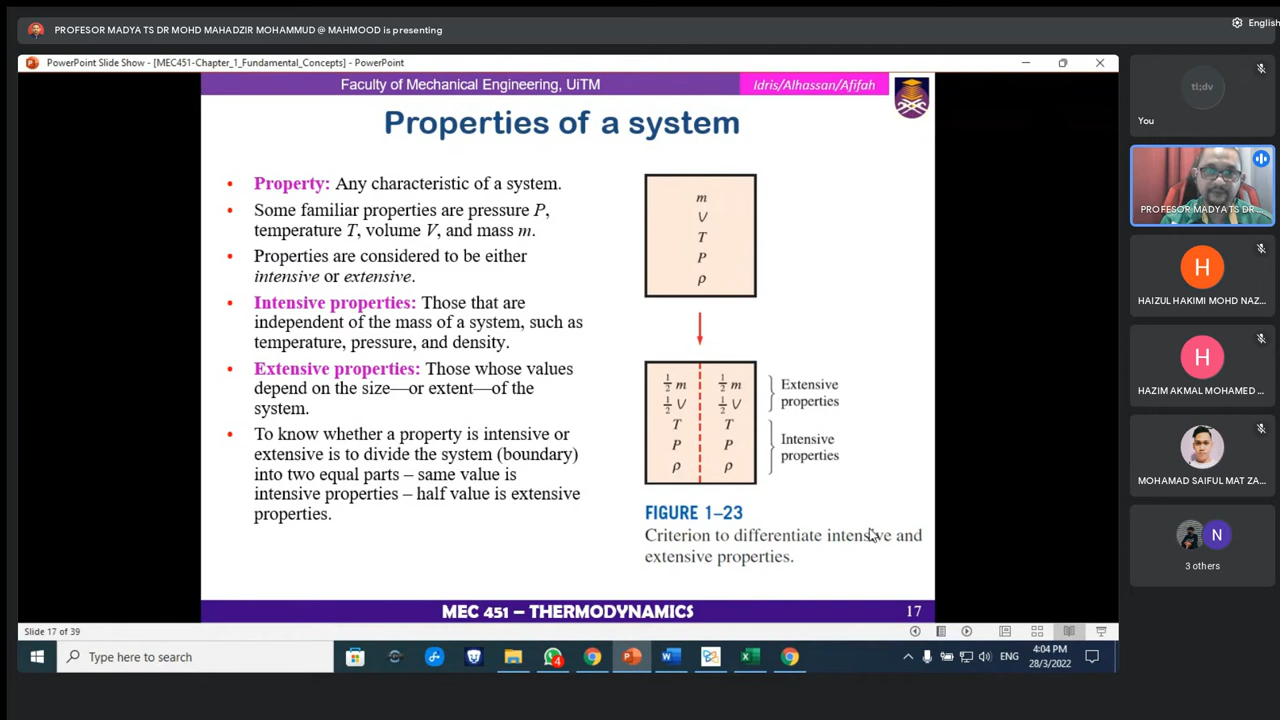 PROFESOR MADYA TS DR MOHD MAHADZIR MOHAMMUD @ MAHMOOD is presenting
English
PowerPoint Slide Show - [MEC451-Chapter_1_Fundamental_Concepts] - PowerPoint
Faculty of Mechanical Engineering, UiTM
Idris/Alhassan/Afifah
Properties of a system
• Property: Any characteristic of a system.
• Some familiar properties are pressure P,
temperature T, volume V, and mass m.
• Properties are considered to be either
intensive or extensive.
• Intensive properties: Those that are
independent of the mass of a system, such as
temperature, pressure, and density.
• Extensive properties: Those whose values
depend on the size—or extent—of the
system.
• To know whether a property is intensive or
extensive is to divide the system (boundary)
into two equal parts – same value is
intensive properties – half value is extensive
properties.
m
V
T
P
ρ
½ m ½ m
½ V ½ V
T T
P P
ρ ρ
Extensive
properties
Intensive
properties
FIGURE 1–23
Criterion to differentiate intensive and
extensive properties.
MEC 451 – THERMODYNAMICS
17
Slide 17 of 39
Type here to search
4
ENG
4:04 PM
28/3/2022
tl;dv
You
PROFESOR MADYA TS DR ...
H
HAIZUL HAKIMI MOHD NAZ...
H
HAZIM AKMAL MOHAMED ...
MOHAMAD SAIFUL MAT ZA...
N
3 others